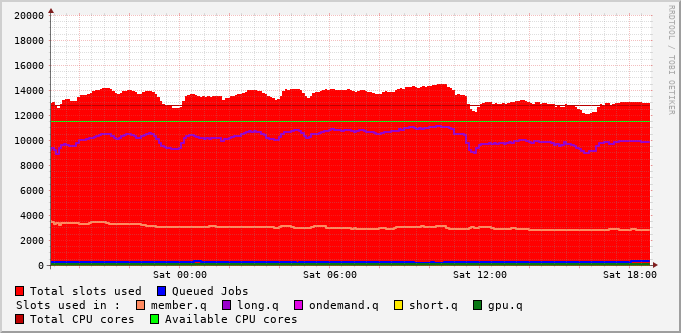 20000
18000
16000
14000
12000
10000
8000
6000
4000
2000
0
Sat 00:00 Sat 06:00 Sat 12:00 Sat 18:00
Total slots used Queued Jobs
Slots used in : member.q long.q ondemand.q short.q gpu.q
Total CPU cores Available CPU cores
RRDTOOL / TOBI OETIKER